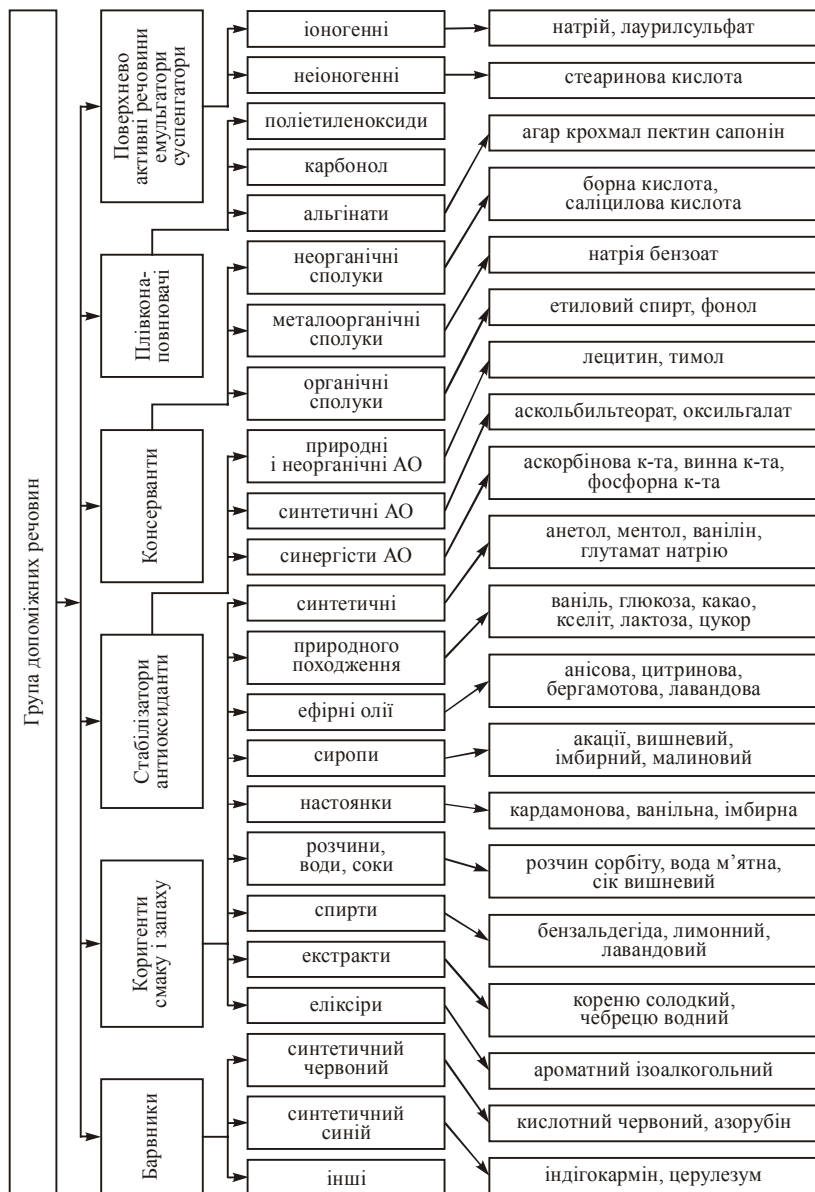 Група допоміжних речовин
Поверхнево
активні речовини
емульгатори
суспенгатори
Плівкона-
повнювачі
Консерванти
Стабілізатори
антиоксиданти
Коригенти
смаку і запаху
Барвники
іоногенні
неіоногенні
поліетиленоксиди
карбонол
альгінати
неорганічні
сполуки
металоорганічні
сполуки
органічні
сполуки
природні
і неорганічні АО
синтетичні АО
синергісти АО
синтетичні
природного
походження
ефірні олії
сиропи
настоянки
розчини,
води, соки
спирти
екстракти
еліксіри
синтетичний
червоний
синтетичний
синій
інші
натрій, лаурилсульфат
стеаринова кислота
агар крохмал пектин сапонін
борна кислота,
саліцилова кислота
натрія бензоат
етиловий спирт, фонол
лецитин, тимол
аскольбильтеорат, оксильгалат
аскорбінова к-та, винна к-та,
фосфорна к-та
анетол, ментол, ванілін,
глутамат натрію
ваніль, глюкоза, какао,
кселіт, лактоза, цукор
анісова, цитринова,
бергамотова, лавандова
акації, вишневий,
імбирний, малиновий
кардамонова, ванільна, імбирна
розчин сорбіту, вода м’ятна,
сік вишневий
бензальдегіда, лимонний,
лавандовий
кореню солодкий,
чебрецю водний
ароматний ізоалкогольний
кислотний червоний, азорубін
індігокармін, церулезум